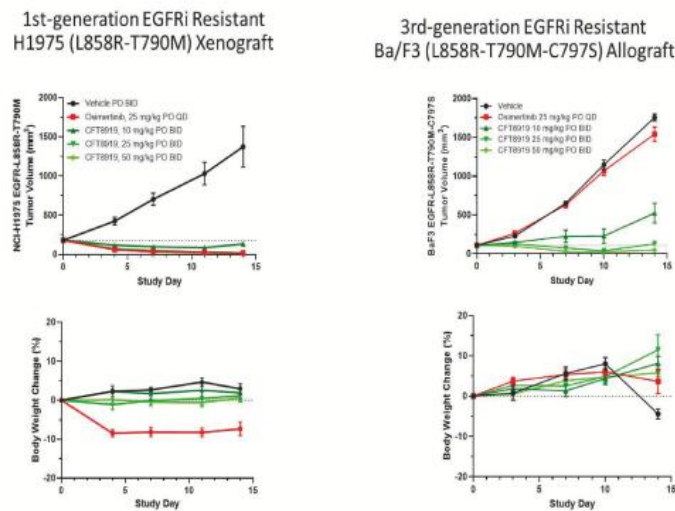 1st-generation EGFRi Resistant
H1975 (L858R-T790M) Xenograft
3rd-generation EGFRi Resistant
Ba/F3 (L858R-T790M-C797S) Allograft
NCI-H1975 EGFR-L858R-T790M
Tumor Volume (mm³)
2000
1500
1000
500
0
Vehicle PO BID
Osimertinib, 25 mg/kg PO QD
CFT8919, 10 mg/kg PO BID
CFT8919, 25 mg/kg PO BID
CFT8919, 50 mg/kg PO BID
0
5
10
15
Study Day
BaF3 EGFR-L858R-T790M-C797S
Tumor Volume (mm³)
2000
1500
1000
500
0
Vehicle
Osimertinib 25 mg/kg PO QD
CFT8919 10 mg/kg PO BID
CFT8919 25 mg/kg PO BID
CFT8919 50 mg/kg PO BID
0
5
10
15
Study Day
Body Weight Change (%)
20
10
0
-10
-20
0
5
10
15
Study Day
Body Weight Change (%)
20
10
0
-10
-20
0
5
10
15
Study Day